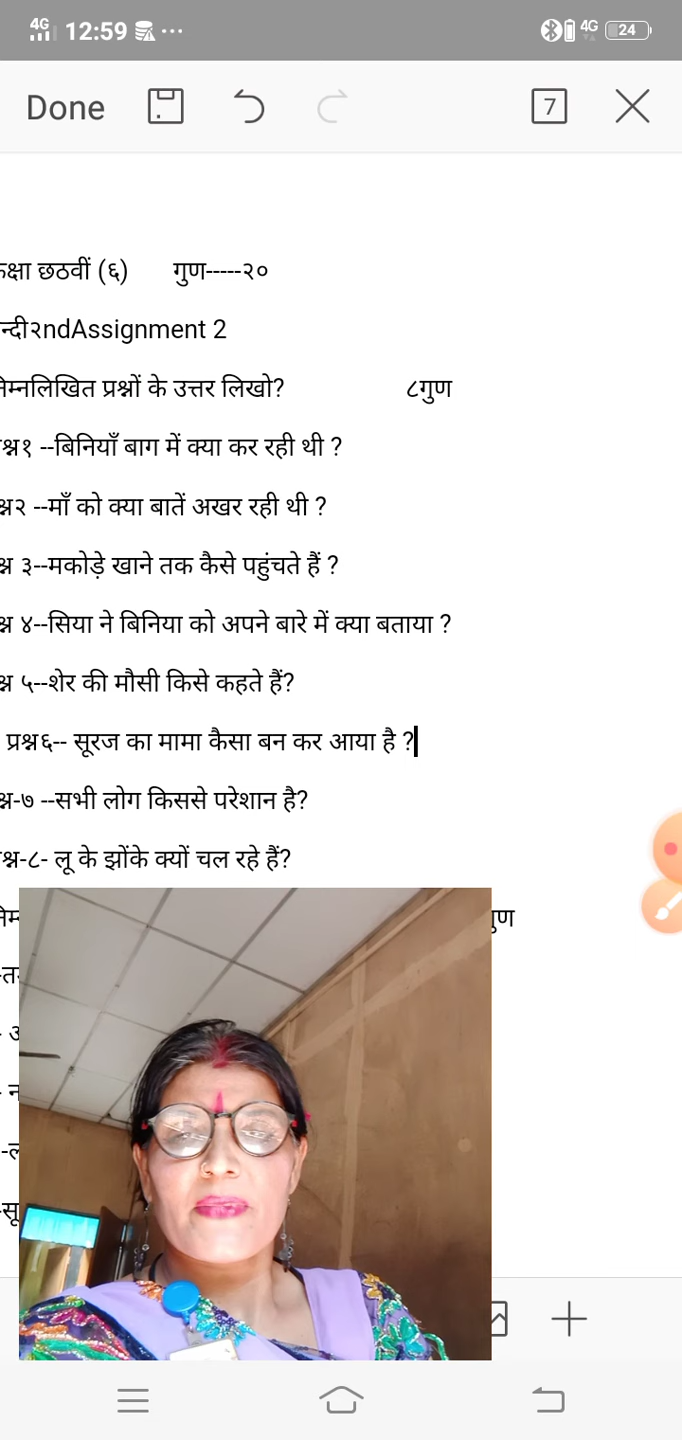 4G 12:59 ... 4G 24
Done 7
कक्षा छठवीं (६) गुण-----२०
न्दी२ndAssignment 2
निम्नलिखित प्रश्नों के उत्तर लिखो? ८गुण
श्न१ --बिनियाँ बाग में क्या कर रही थी ?
श्न२ --माँ को क्या बातें अखर रही थी ?
श्न ३--मकोड़े खाने तक कैसे पहुंचते हैं ?
श्न ४--सिया ने बिनिया को अपने बारे में क्या बताया ?
श्न ५--शेर की मौसी किसे कहते हैं?
प्रश्न६-- सूरज का मामा कैसा बन कर आया है ?
श्न-७ --सभी लोग किससे परेशान है?
श्न-८- लू के झोंके क्यों चल रहे हैं?
गुण